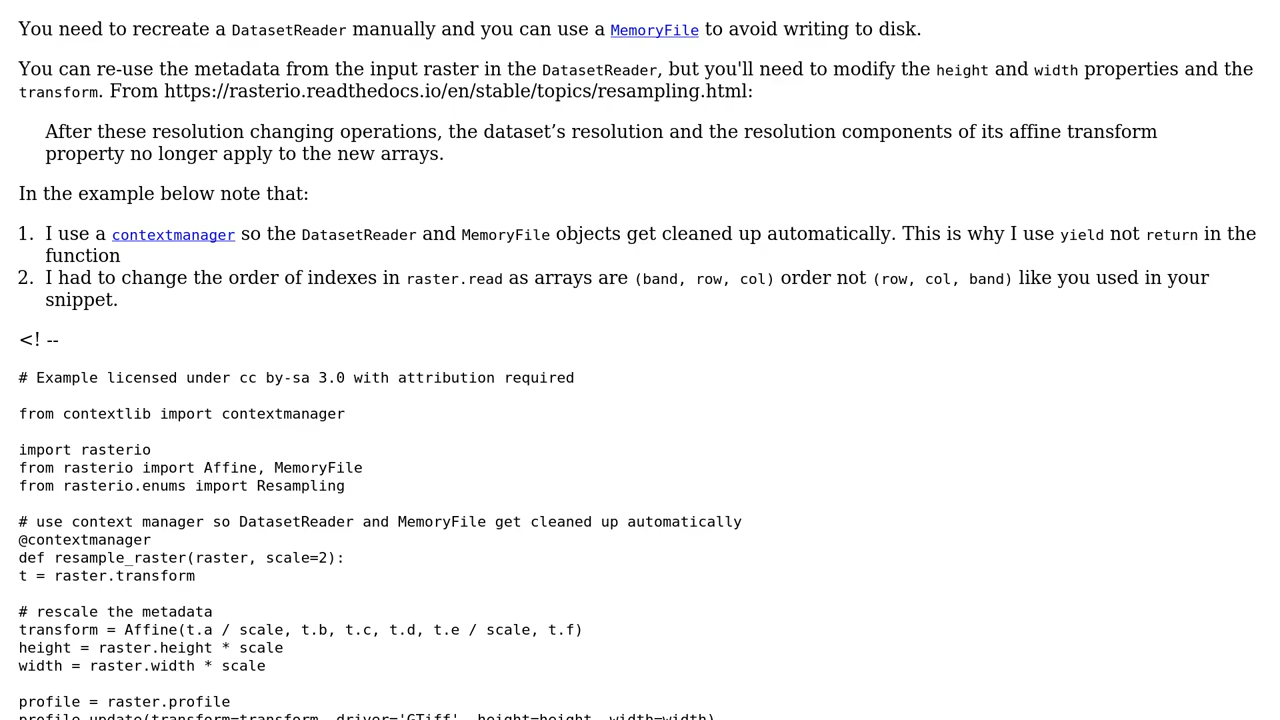 You need to recreate a DatasetReader manually and you can use a MemoryFile to avoid writing to disk.
You can re-use the metadata from the input raster in the DatasetReader, but you'll need to modify the height and width properties and the
transform. From https://rasterio.readthedocs.io/en/stable/topics/resampling.html:
After these resolution changing operations, the dataset’s resolution and the resolution components of its affine transform
property no longer apply to the new arrays.
In the example below note that:
1. I use a contextmanager so the DatasetReader and MemoryFile objects get cleaned up automatically. This is why I use yield not return in the
function
2. I had to change the order of indexes in raster.read as arrays are (band, row, col) order not (row, col, band) like you used in your
snippet.
<! --
# Example licensed under cc by-sa 3.0 with attribution required
from contextlib import contextmanager
import rasterio
from rasterio import Affine, MemoryFile
from rasterio.enums import Resampling
# use context manager so DatasetReader and MemoryFile get cleaned up automatically
@contextmanager
def resample_raster(raster, scale=2):
t = raster.transform
# rescale the metadata
transform = Affine(t.a / scale, t.b, t.c, t.d, t.e / scale, t.f)
height = raster.height * scale
width = raster.width * scale
profile = raster.profile
profile.update(transform=transform, driver='GTiff', height=height, width=width)